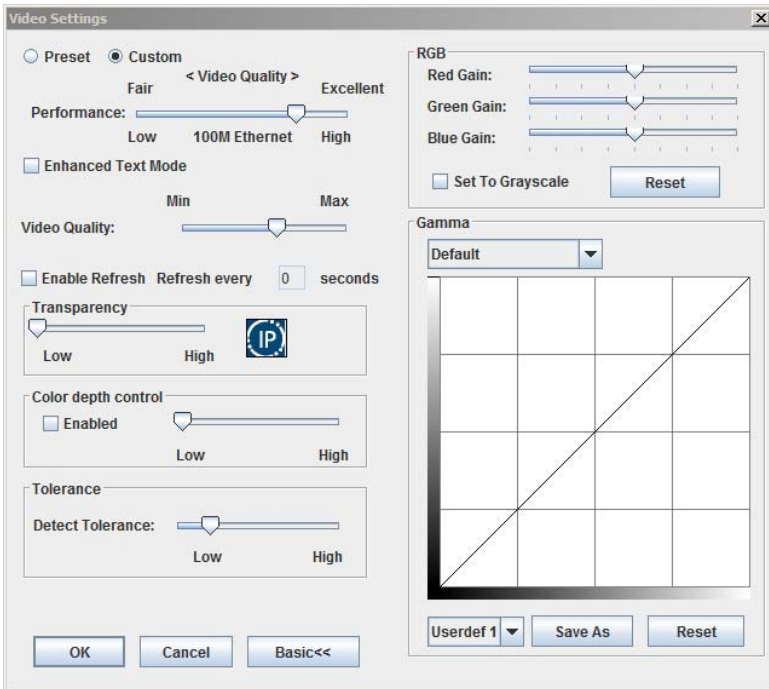 Video Settings
Preset Custom
< Video Quality >
Fair Excellent
Performance:
Low 100M Ethernet High
Enhanced Text Mode
Min Max
Video Quality:
Enable Refresh Refresh every 0 seconds
Transparency
Low High
IP
Color depth control
Enabled
Low High
Tolerance
Detect Tolerance:
Low High
OK Cancel Basic<<
RGB
Red Gain:
Green Gain:
Blue Gain:
Set To Grayscale Reset
Gamma
Default
Userdef 1 Save As Reset